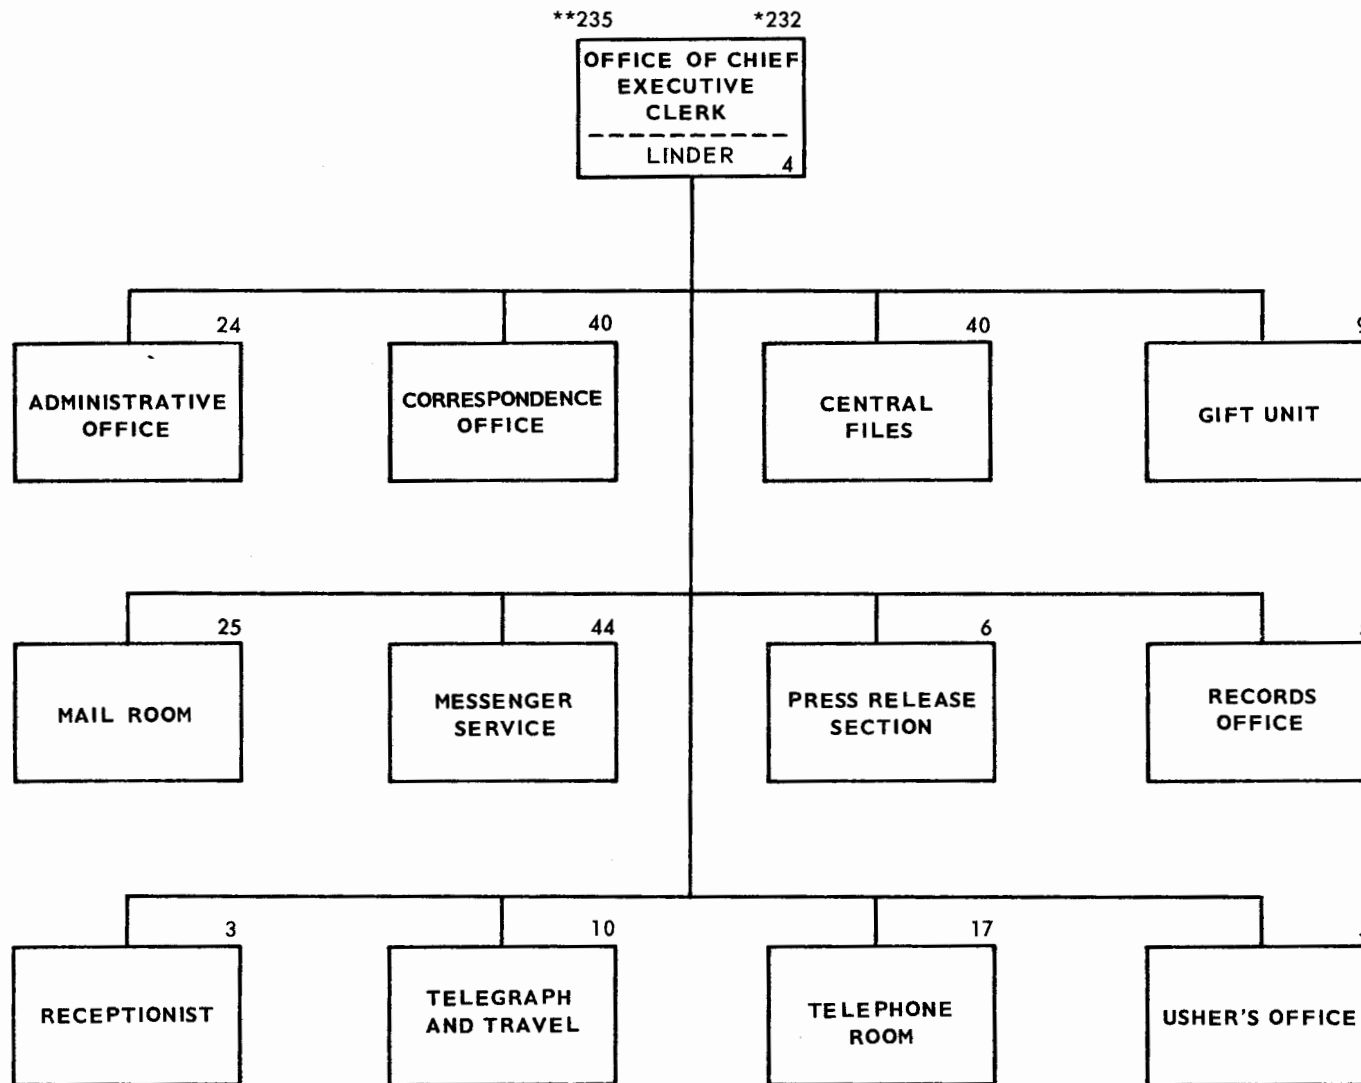 **235 *232
OFFICE OF CHIEF
EXECUTIVE
CLERK
LINDER 4
24 40 40 9
ADMINISTRATIVE
OFFICE
CORRESPONDENCE
OFFICE
CENTRAL
FILES
GIFT UNIT
25 44 6
MAIL ROOM
MESSENGER
SERVICE
PRESS RELEASE
SECTION
RECORDS
OFFICE
3 10 17
RECEPTIONIST
TELEGRAPH
AND TRAVEL
TELEPHONE
ROOM
USHER'S OFFICE